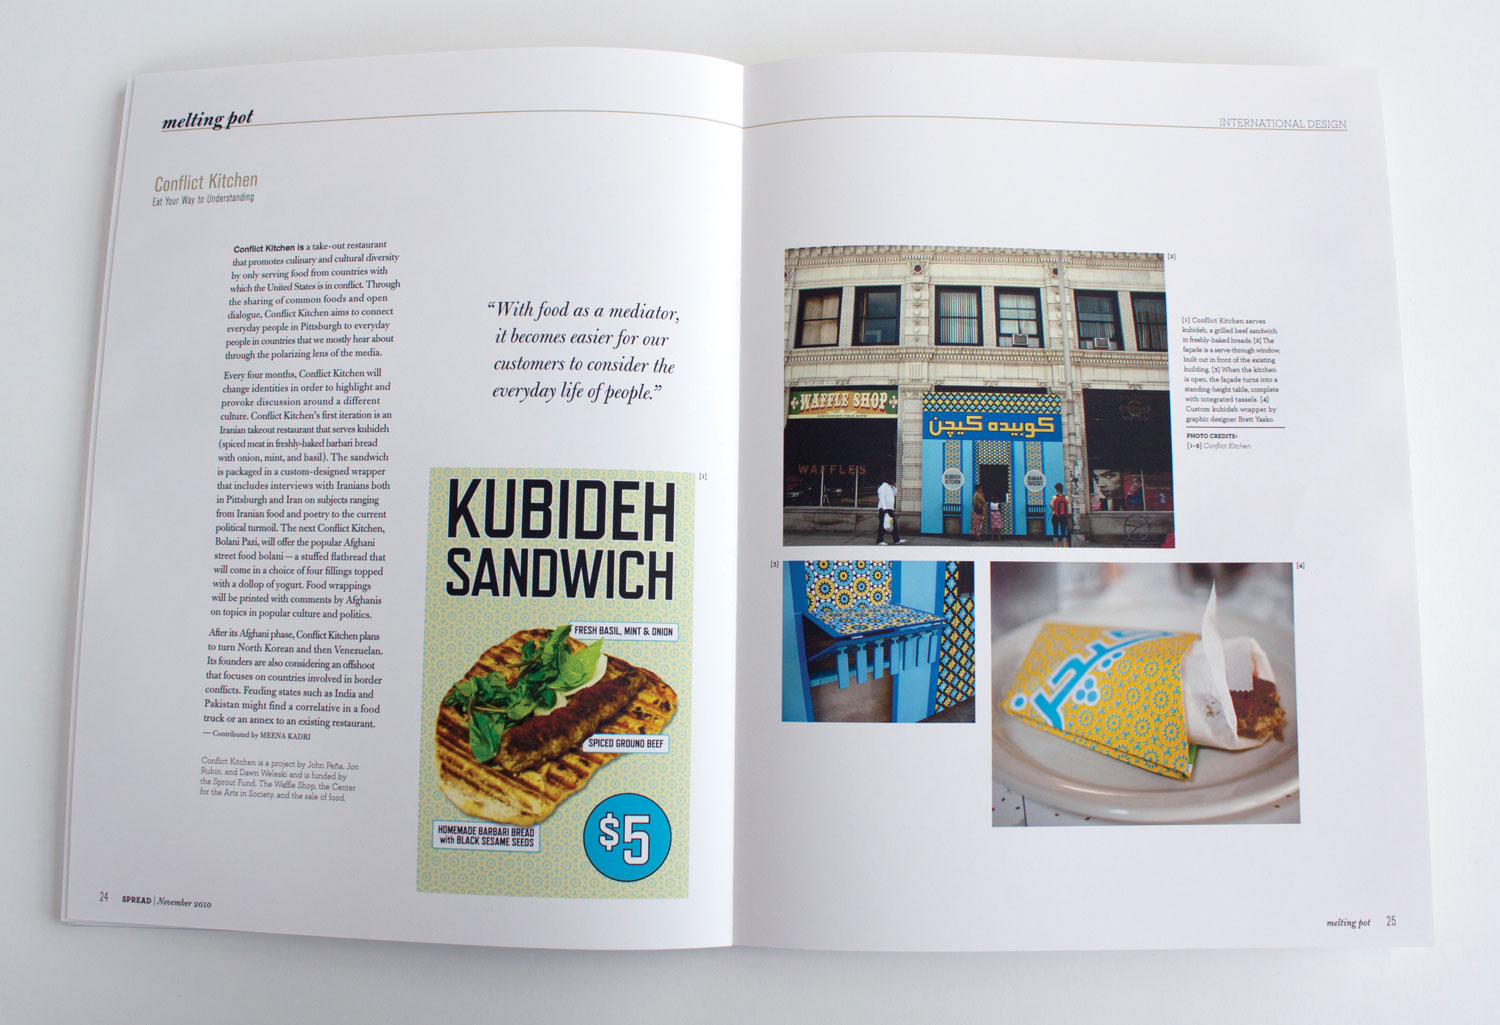 melting pot
Conflict Kitchen
Eat Your Way to Understanding
Conflict Kitchen is a take-out restaurant
that promotes culinary and cultural diversity
by only serving food from countries with
which the United States is in conflict. Through
the sharing of common foods and open
dialogue, Conflict Kitchen aims to connect
everyday people in Pittsburgh to everyday
people in countries that we mostly hear about
through the polarizing lens of the media.
Every four months, Conflict Kitchen will
change identities in order to highlight and
provoke discussion around a different
culture. Conflict Kitchen's first iteration is an
Iranian takeout restaurant that serves kubideh
(spiced meat in freshly-baked barbari bread
with onion, mint, and basil). The sandwich
is packaged in a custom-designed wrapper
that includes interviews with Iranians both
in Pittsburgh and Iran on subjects ranging
from Iranian food and poetry to the current
political turmoil. The next Conflict Kitchen,
Bolani Pazi, will offer the popular Afghani
street food bolani—a stuffed flatbread that
will come in a choice of four fillings topped
with a dollop of yogurt. Food wrappings
will be printed with comments by Afghanis
on topics in popular culture and politics.
After its Afghani phase, Conflict Kitchen plans
to turn North Korean and then Venezuelan.
Its founders are also considering an offshoot
that focuses on countries involved in border
conflicts. Feuding states such as India and
Pakistan might find a correlative in a food
truck or an annex to an existing restaurant.
— Contributed by MEENA KADRI
Conflict Kitchen is a project by John Peña, Jon
Rubin, and Dawn Weleski and is funded by
the Sprout Fund, The Waffle Shop, the Center
for the Arts in Society, and the sale of food.
"With food as a mediator,
it becomes easier for our
customers to consider the
everyday life of people."
[1]
KUBIDEH
SANDWICH
FRESH BASIL, MINT & ONION
SPICED GROUND BEEF
HOMEMADE BARBARI BREAD
with BLACK SESAME SEEDS
$5
24 SPREAD | November 2010
INTERNATIONAL DESIGN
[2]
WAFFLE SHOP
WAFFLES
کوبیده کیچن
KUBIDEH
KITCHEN
IRANIAN
TAKEOUT
[1] Conflict Kitchen serves
kubideh, a grilled beef sandwich
in freshly-baked breads. [2] The
façade is a serve-through window,
built out in front of the existing
building. [3] When the kitchen
is open, the façade turns into a
standing-height table, complete
with integrated tassels. [4]
Custom kubideh wrapper by
graphic designer Brett Yasko.
PHOTO CREDITS:
[1-8] Conflict Kitchen
[3]
[4]
melting pot 25